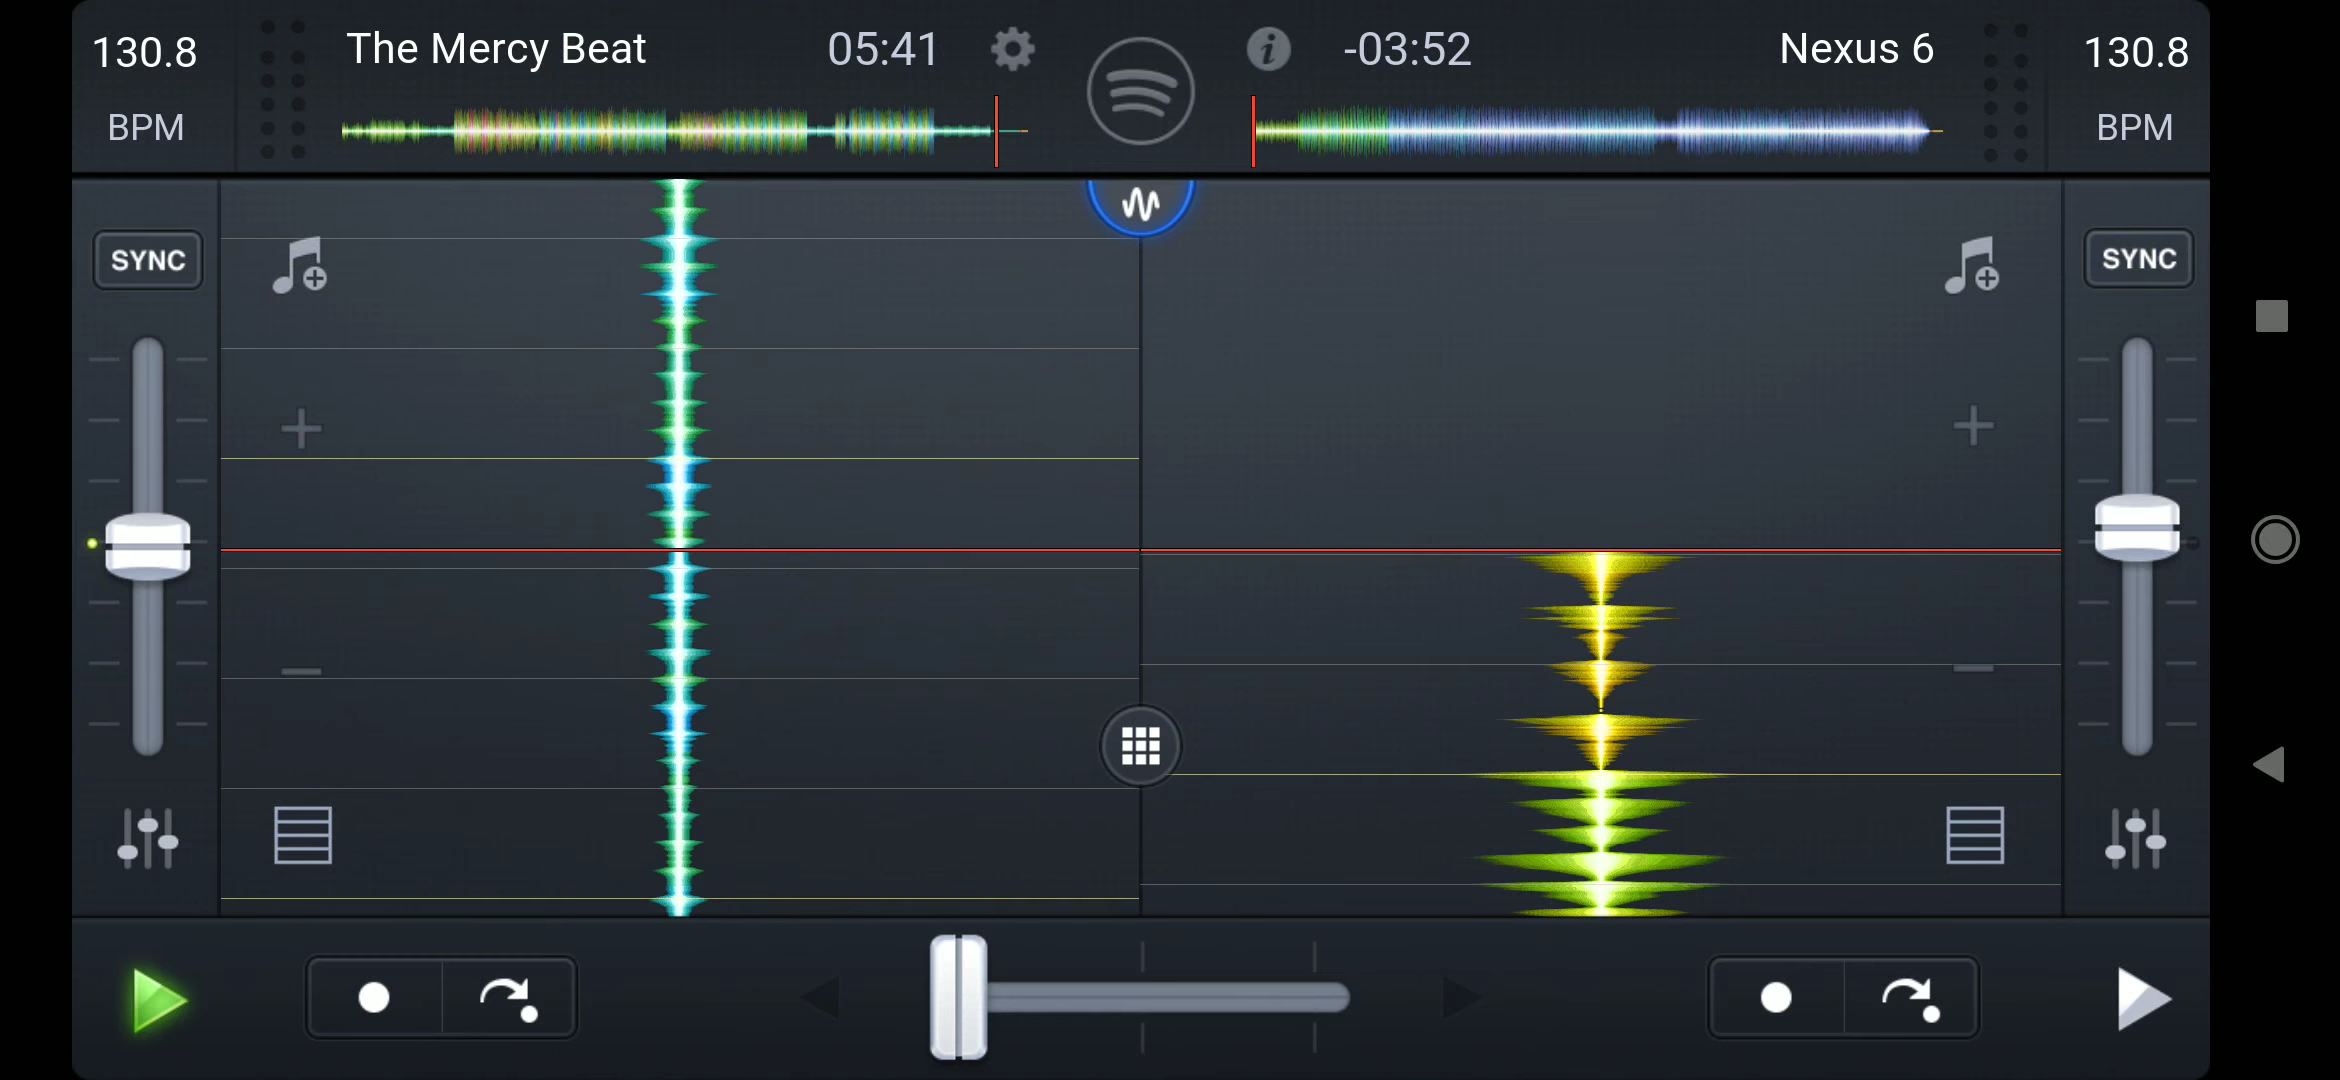 130.8
BPM
The Mercy Beat
05:41
-03:52
Nexus 6
130.8
BPM
SYNC
SYNC